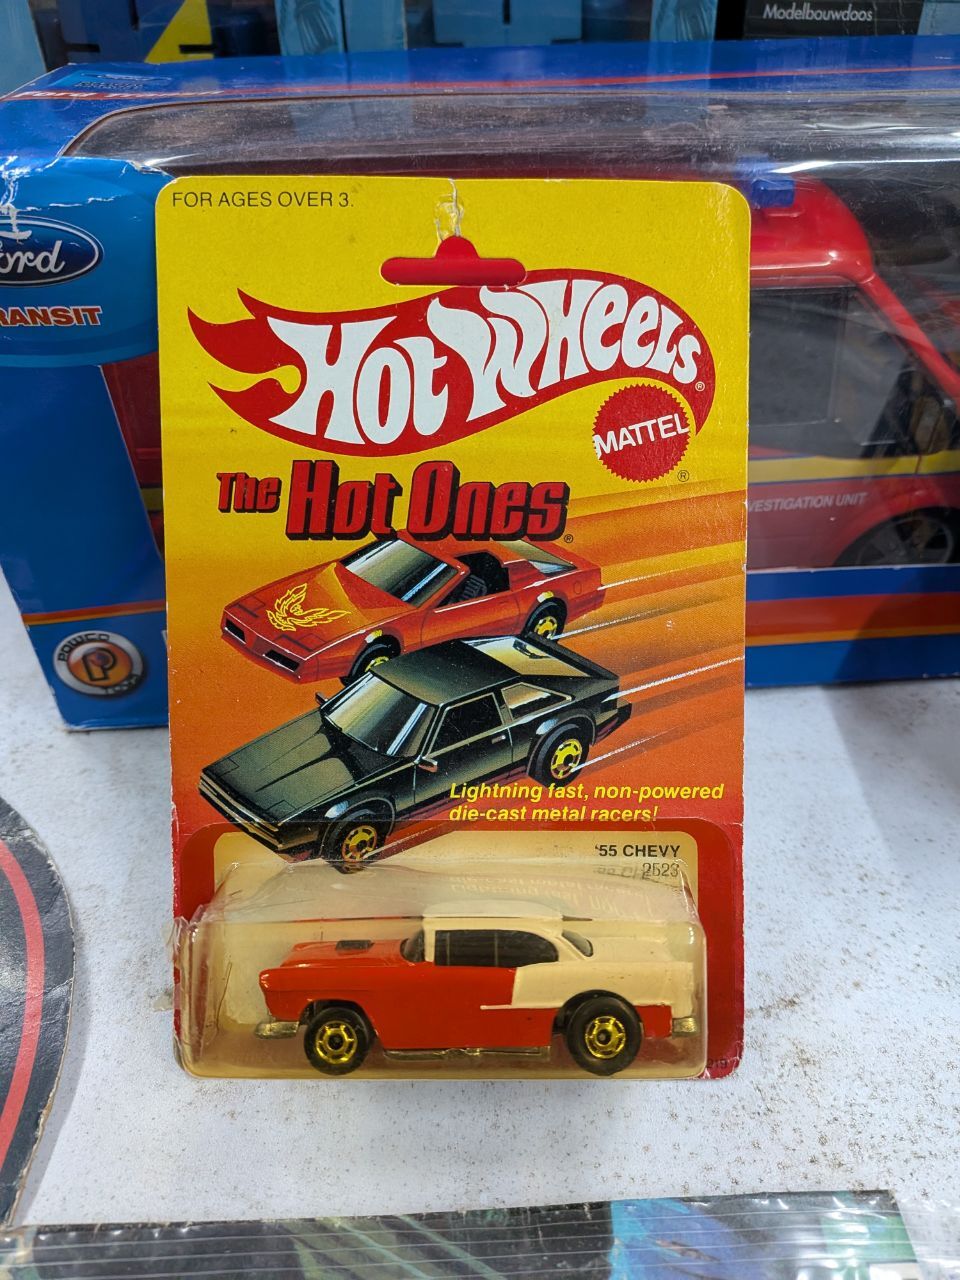 Modelbouwdoos
FOR AGES OVER 3.
Ford
TRANSIT
HOT WHEELS
®
MATTEL
®
The Hot Ones
®
VESTIGATION UNIT
POWCO
P
Lightning fast, non-powered
die-cast metal racers!
'55 CHEVY
2523